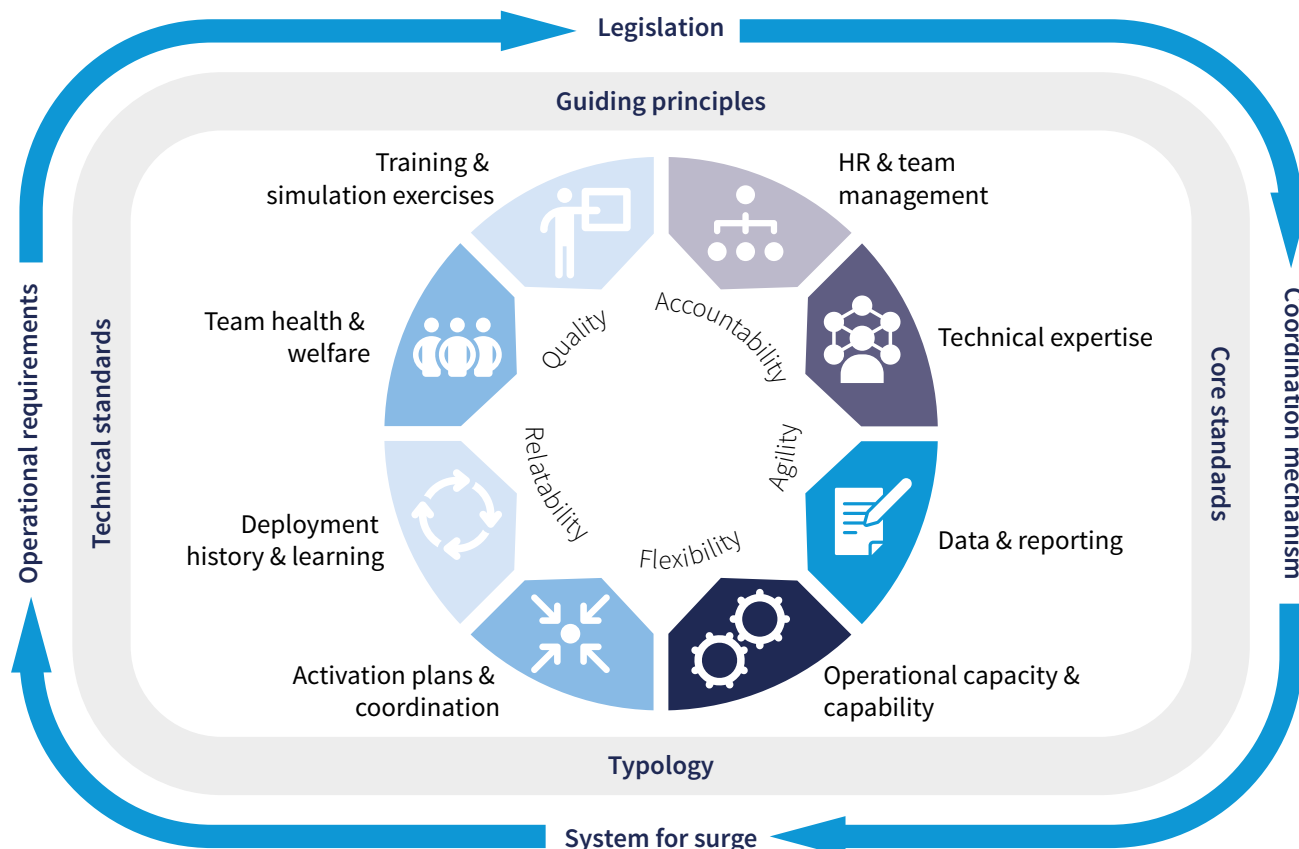 Legislation
Guiding principles
Training &
simulation exercises
HR & team
management
Team health &
welfare
Technical expertise
Quality
Accountability
Operational requirements
Technical standards
Core standards
Coordination mechanism
Relatability
Agility
Flexibility
Deployment
history & learning
Data & reporting
Activation plans &
coordination
Operational capacity &
capability
Typology
System for surge